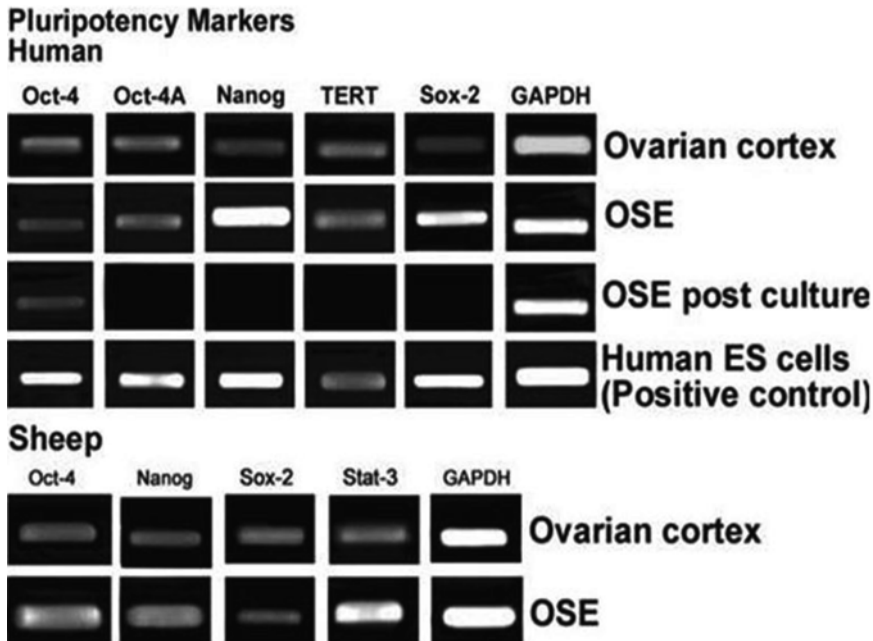 Pluripotency Markers
Human
Oct-4 Oct-4A Nanog TERT Sox-2 GAPDH
Ovarian cortex
OSE
OSE post culture
Human ES cells
(Positive control)
Sheep
Oct-4 Nanog Sox-2 Stat-3 GAPDH
Ovarian cortex
OSE